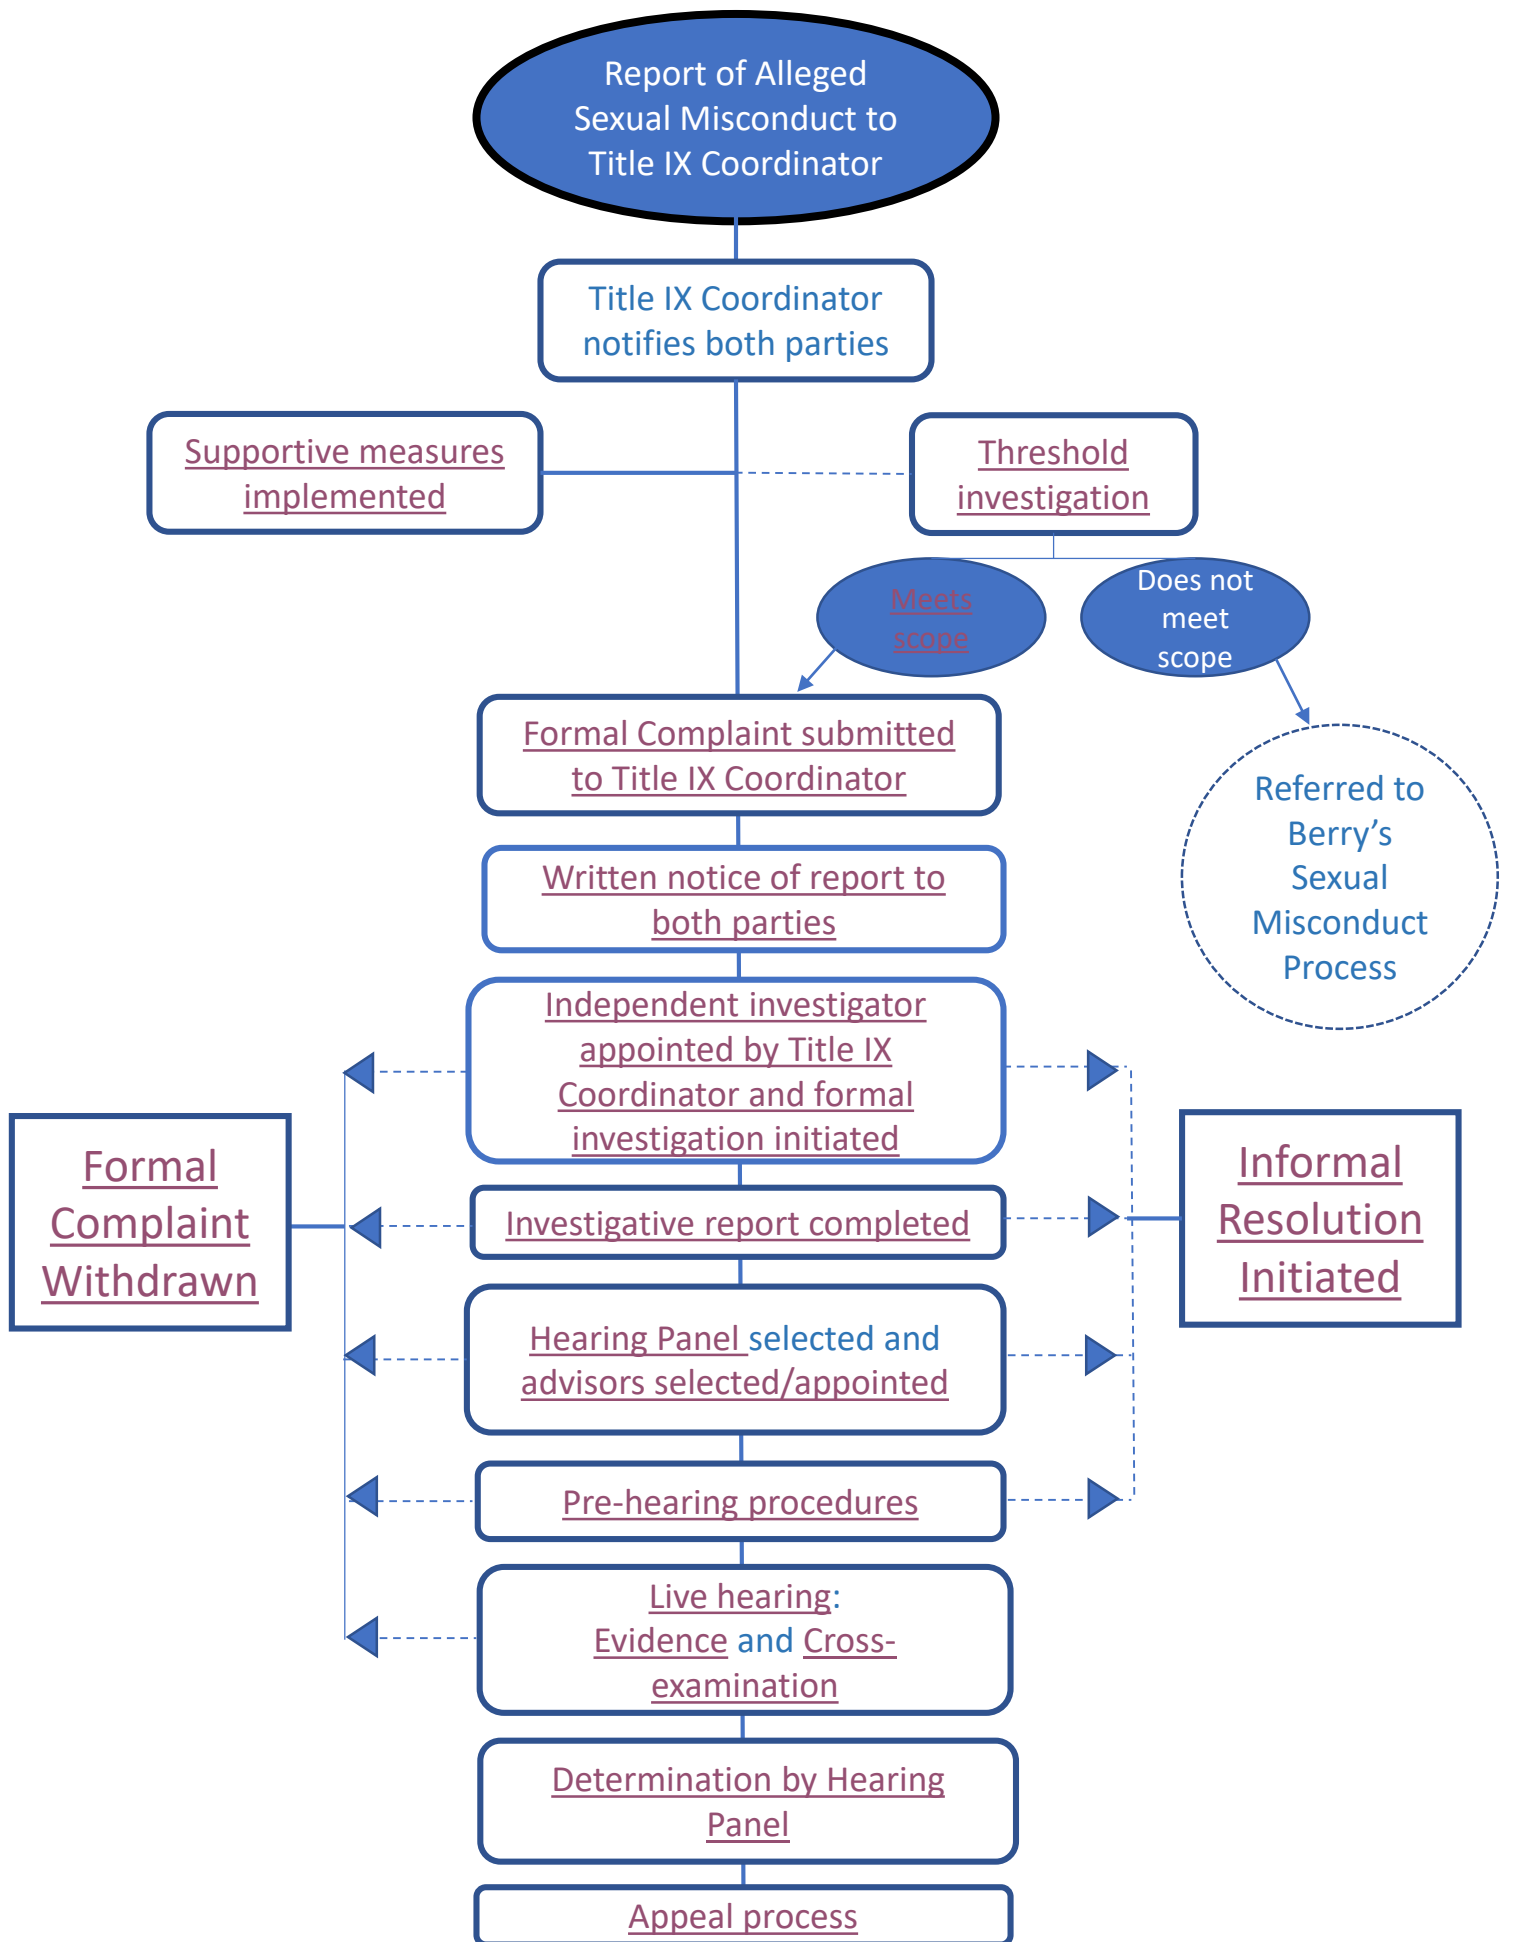 Report of Alleged
Sexual Misconduct to
Title IX Coordinator
Title IX Coordinator
notifies both parties
Supportive measures
implemented
Threshold
investigation
Meets
scope
Does not
meet
scope
Formal Complaint submitted
to Title IX Coordinator
Referred to
Berry’s
Sexual
Misconduct
Process
Written notice of report to
both parties
Independent investigator
appointed by Title IX
Coordinator and formal
investigation initiated
Formal
Complaint
Withdrawn
Informal
Resolution
Initiated
Investigative report completed
Hearing Panel selected and
advisors selected/appointed
Pre-hearing procedures
Live hearing:
Evidence and Cross-
examination
Determination by Hearing
Panel
Appeal process